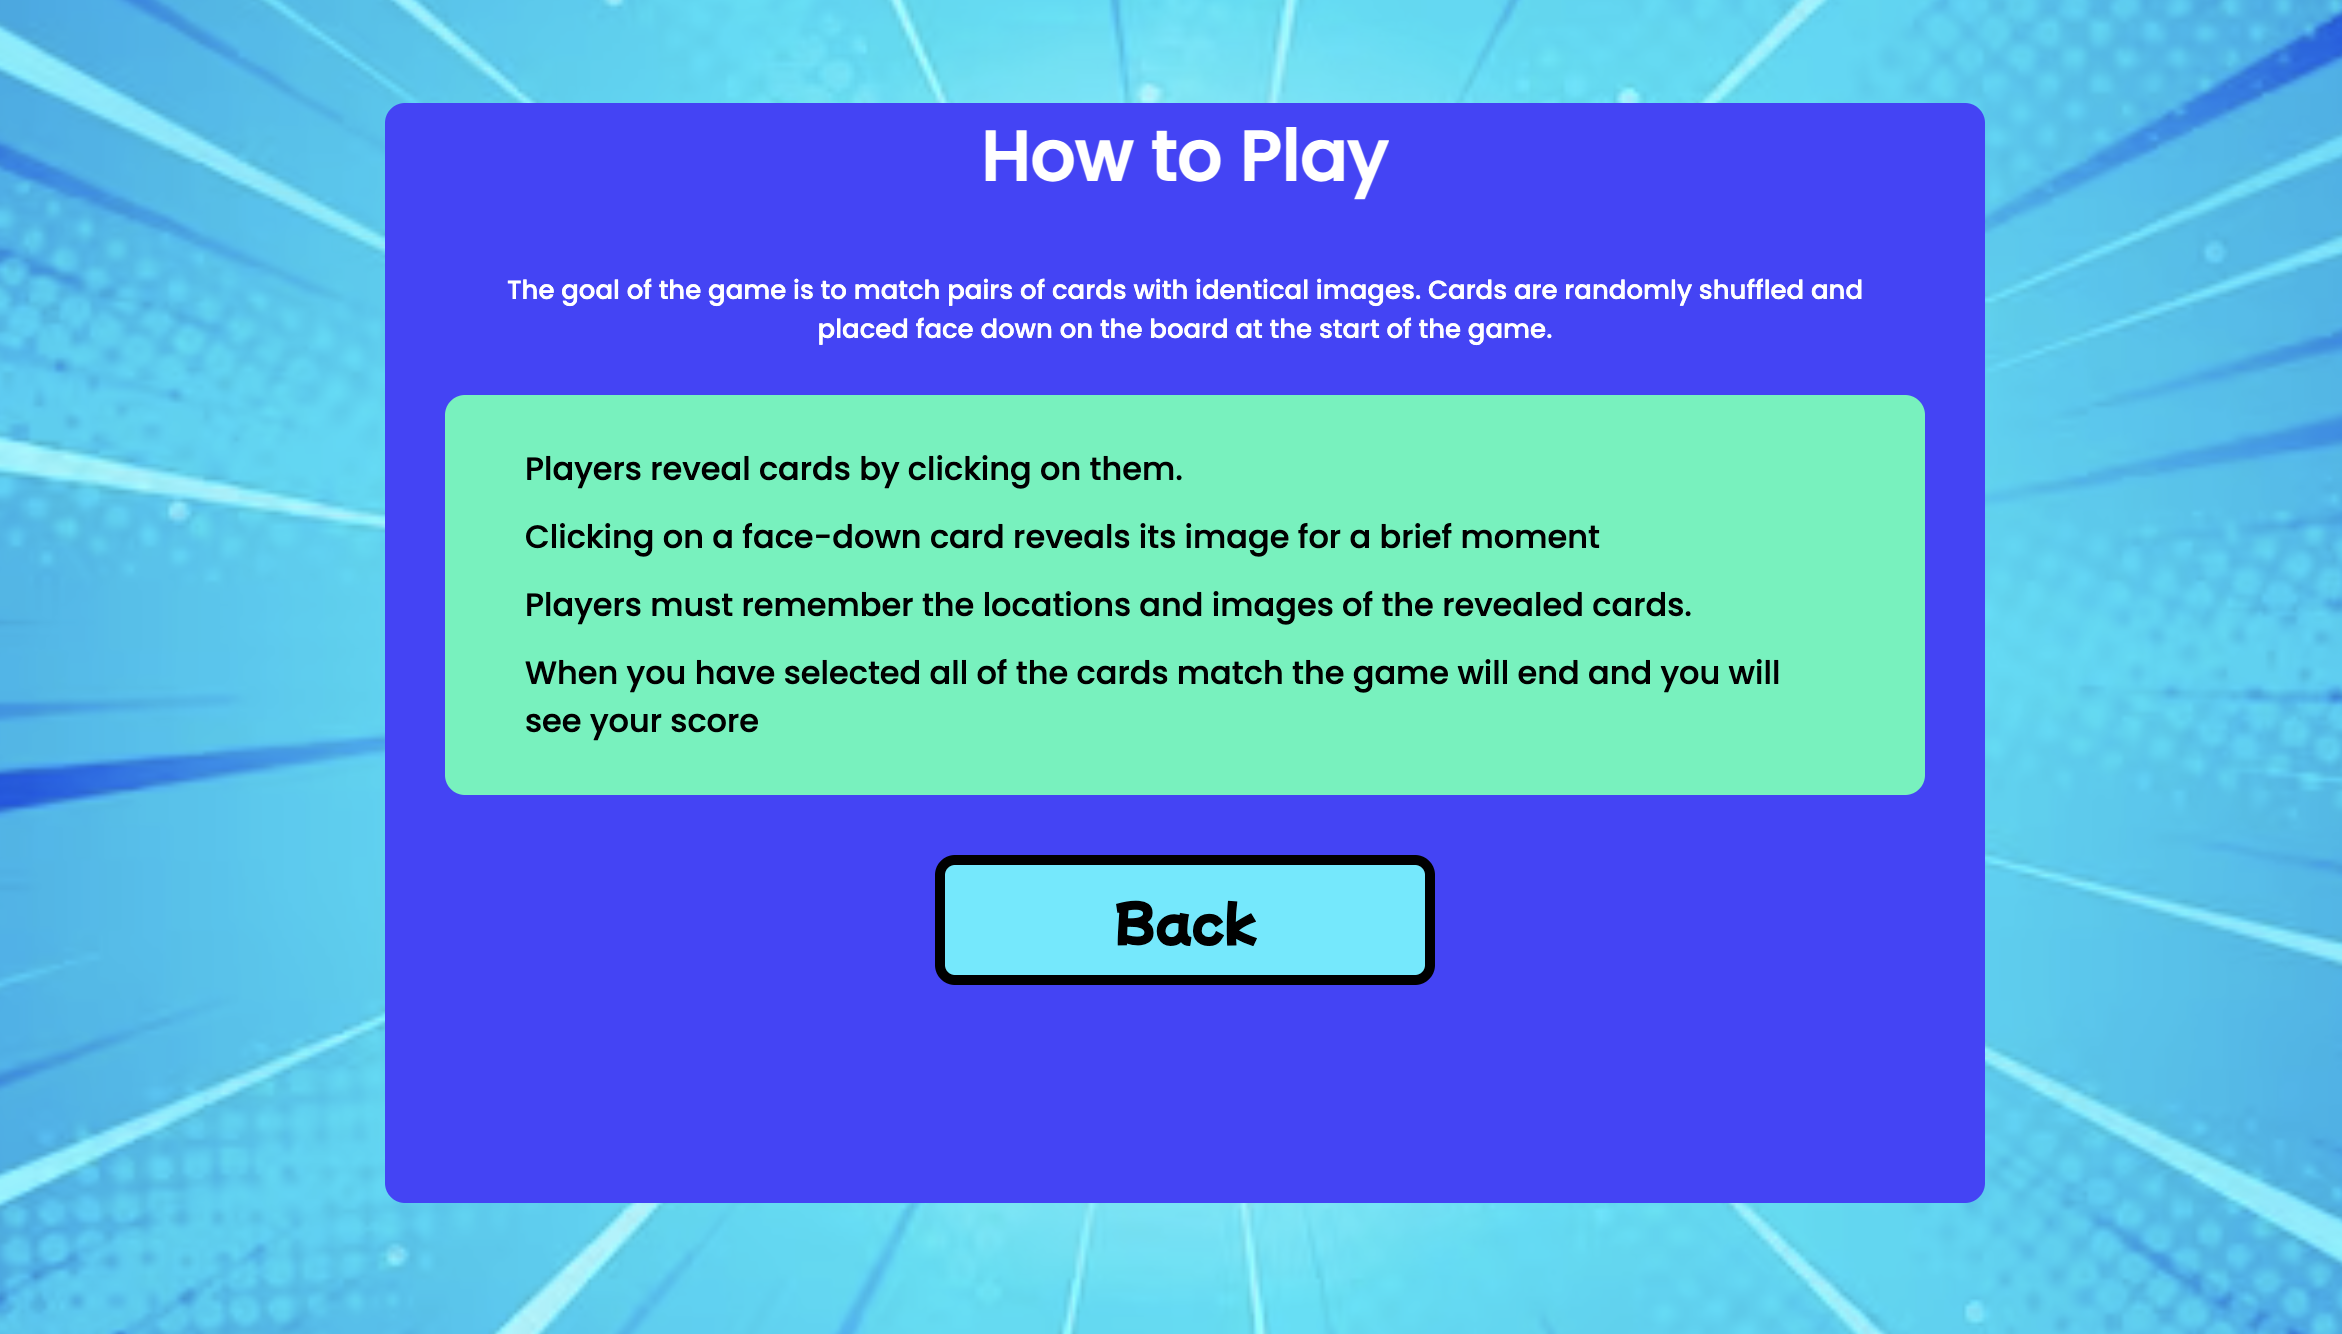 How to Play
The goal of the game is to match pairs of cards with identical images. Cards are randomly shuffled and
placed face down on the board at the start of the game.
Players reveal cards by clicking on them.
Clicking on a face-down card reveals its image for a brief moment
Players must remember the locations and images of the revealed cards.
When you have selected all of the cards match the game will end and you will
see your score
Back